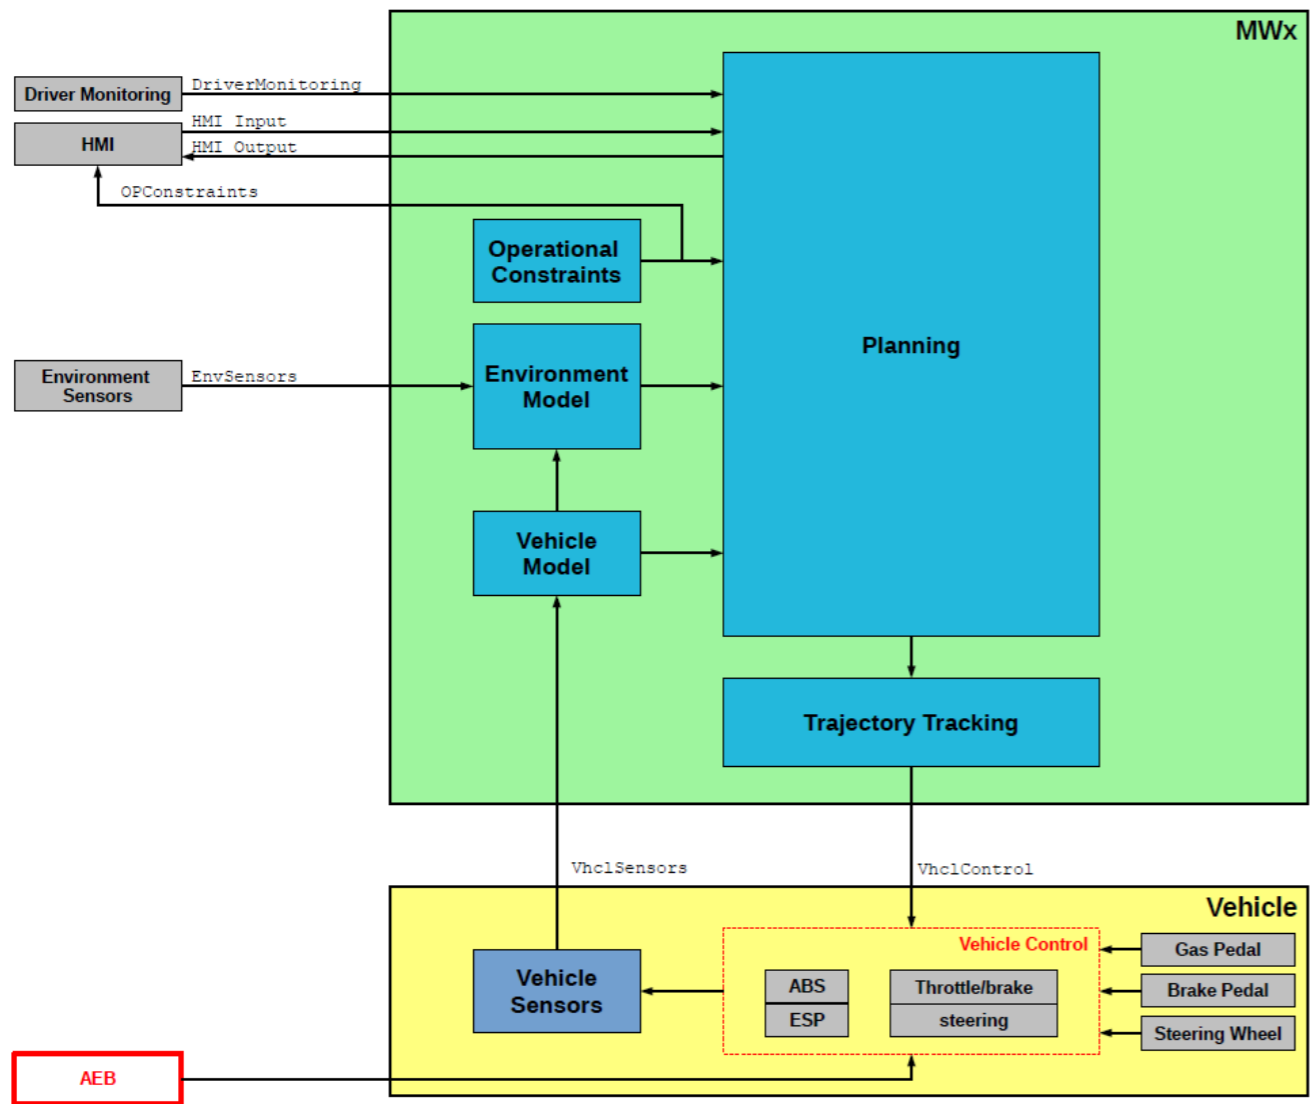 MWx
Driver Monitoring
DriverMonitoring
HMI
HMI Input
HMI Output
OPConstraints
Operational
Constraints
Environment
Sensors
EnvSensors
Environment
Model
Planning
Vehicle
Model
Trajectory Tracking
VhclSensors
VhclControl
Vehicle
Vehicle Control
Gas Pedal
Vehicle
Sensors
ABS
ESP
Throttle/brake
steering
Brake Pedal
Steering Wheel
AEB